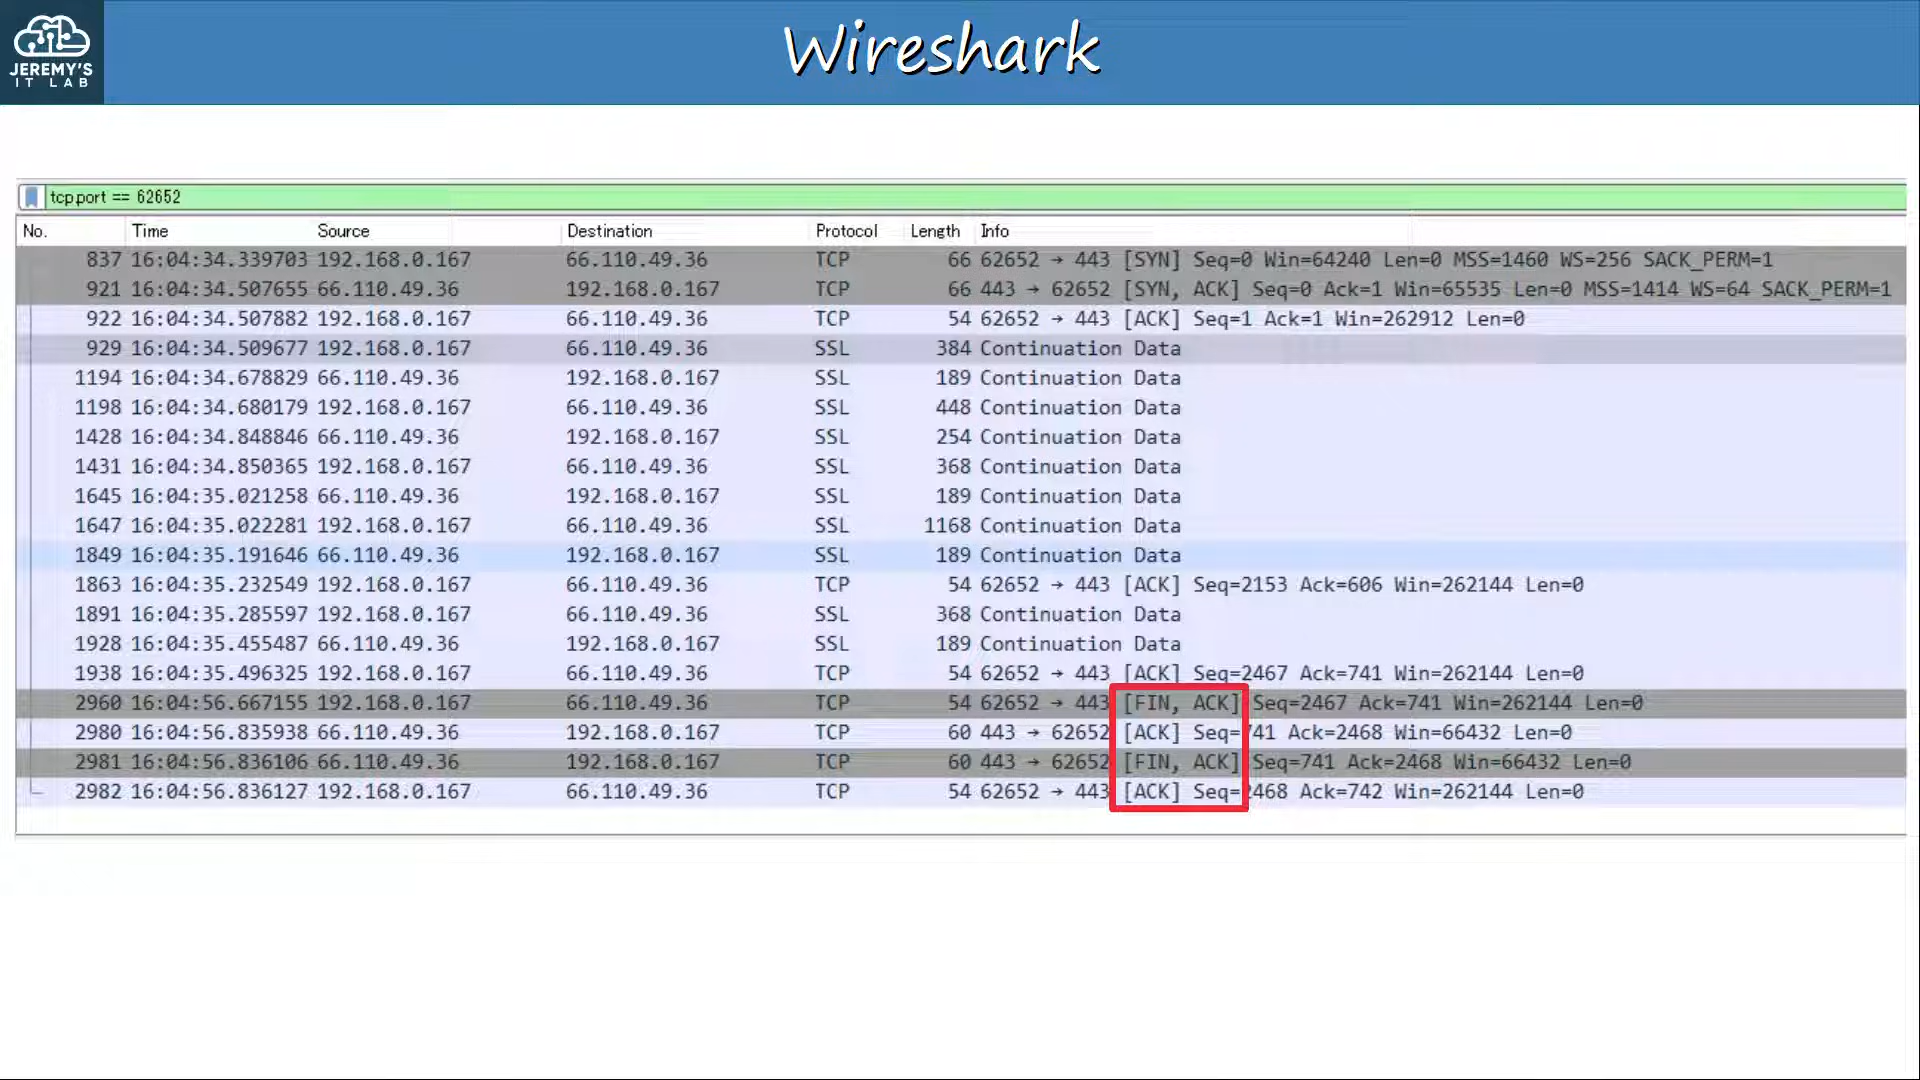 JEREMY'S
IT LAB
Wireshark
tcp.port == 62652
No. Time Source Destination Protocol Length Info
837 16:04:34.339703 192.168.0.167 66.110.49.36 TCP 66 62652 → 443 [SYN] Seq=0 Win=64240 Len=0 MSS=1460 WS=256 SACK_PERM=1
921 16:04:34.507655 66.110.49.36 192.168.0.167 TCP 66 443 → 62652 [SYN, ACK] Seq=0 Ack=1 Win=65535 Len=0 MSS=1414 WS=64 SACK_PERM=1
922 16:04:34.507882 192.168.0.167 66.110.49.36 TCP 54 62652 → 443 [ACK] Seq=1 Ack=1 Win=262912 Len=0
929 16:04:34.509677 192.168.0.167 66.110.49.36 SSL 384 Continuation Data
1194 16:04:34.678829 66.110.49.36 192.168.0.167 SSL 189 Continuation Data
1198 16:04:34.680179 192.168.0.167 66.110.49.36 SSL 448 Continuation Data
1428 16:04:34.848846 66.110.49.36 192.168.0.167 SSL 254 Continuation Data
1431 16:04:34.850365 192.168.0.167 66.110.49.36 SSL 368 Continuation Data
1645 16:04:35.021258 66.110.49.36 192.168.0.167 SSL 189 Continuation Data
1647 16:04:35.022281 192.168.0.167 66.110.49.36 SSL 1168 Continuation Data
1849 16:04:35.191646 66.110.49.36 192.168.0.167 SSL 189 Continuation Data
1863 16:04:35.232549 192.168.0.167 66.110.49.36 TCP 54 62652 → 443 [ACK] Seq=2153 Ack=606 Win=262144 Len=0
1891 16:04:35.285597 192.168.0.167 66.110.49.36 SSL 368 Continuation Data
1928 16:04:35.455487 66.110.49.36 192.168.0.167 SSL 189 Continuation Data
1938 16:04:35.496325 192.168.0.167 66.110.49.36 TCP 54 62652 → 443 [ACK] Seq=2467 Ack=741 Win=262144 Len=0
2960 16:04:56.667155 192.168.0.167 66.110.49.36 TCP 54 62652 → 443 [FIN, ACK] Seq=2467 Ack=741 Win=262144 Len=0
2980 16:04:56.835938 66.110.49.36 192.168.0.167 TCP 60 443 → 62652 [ACK] Seq=741 Ack=2468 Win=66432 Len=0
2981 16:04:56.836106 66.110.49.36 192.168.0.167 TCP 60 443 → 62652 [FIN, ACK] Seq=741 Ack=2468 Win=66432 Len=0
2982 16:04:56.836127 192.168.0.167 66.110.49.36 TCP 54 62652 → 443 [ACK] Seq=2468 Ack=742 Win=262144 Len=0